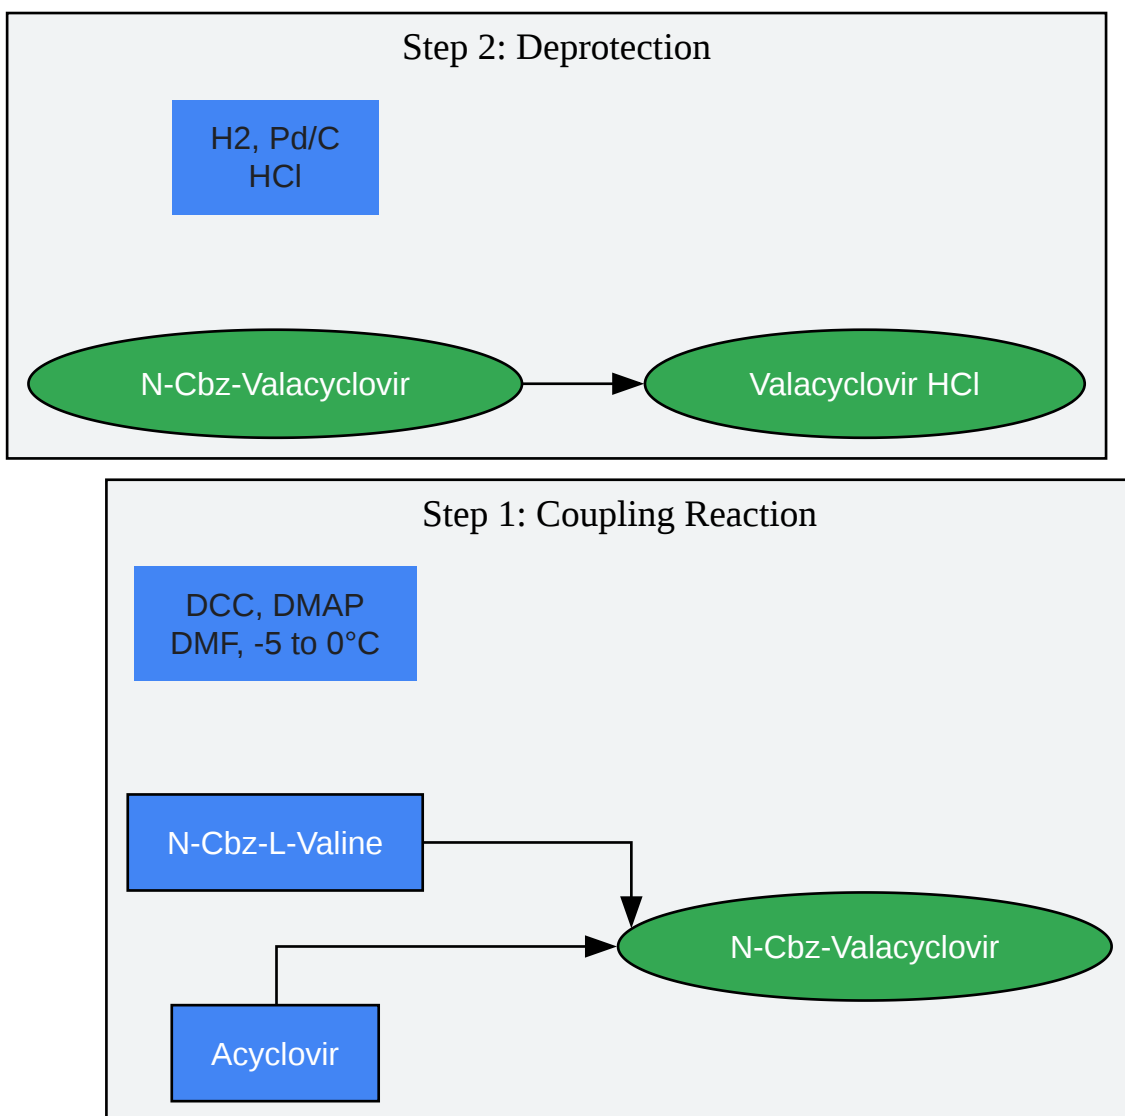 Step 2: Deprotection
H2, Pd/C
HCl
N-Cbz-Valacyclovir
Valacyclovir HCl
Step 1: Coupling Reaction
DCC, DMAP
DMF, -5 to 0°C
N-Cbz-L-Valine
N-Cbz-Valacyclovir
Acyclovir